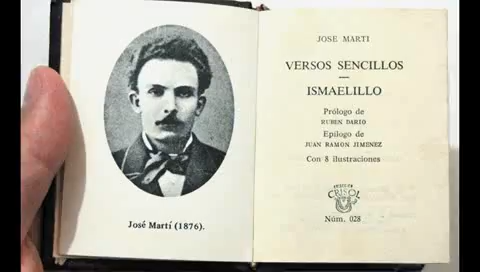 José Martí (1876).
JOSE MARTI
VERSOS SENCILLOS
ISMAELILLO
Prólogo de
RUBEN DARIO
Epílogo de
JUAN RAMON JIMENEZ
Con 8 ilustraciones
CRISOL
Núm. 028